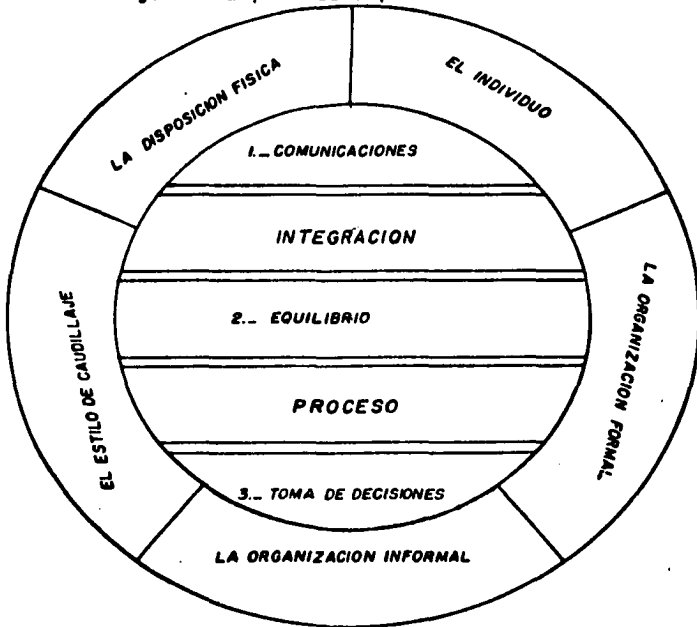 LA DISPOSICION FISICA
EL INDIVIDUO
1._ COMUNICACIONES
INTEGRACION
LA ORGANIZACION FORMAL
2._ EQUILIBRIO
EL ESTILO DE CAUDILLAJE
PROCESO
3._ TOMA DE DECISIONES
LA ORGANIZACION INFORMAL